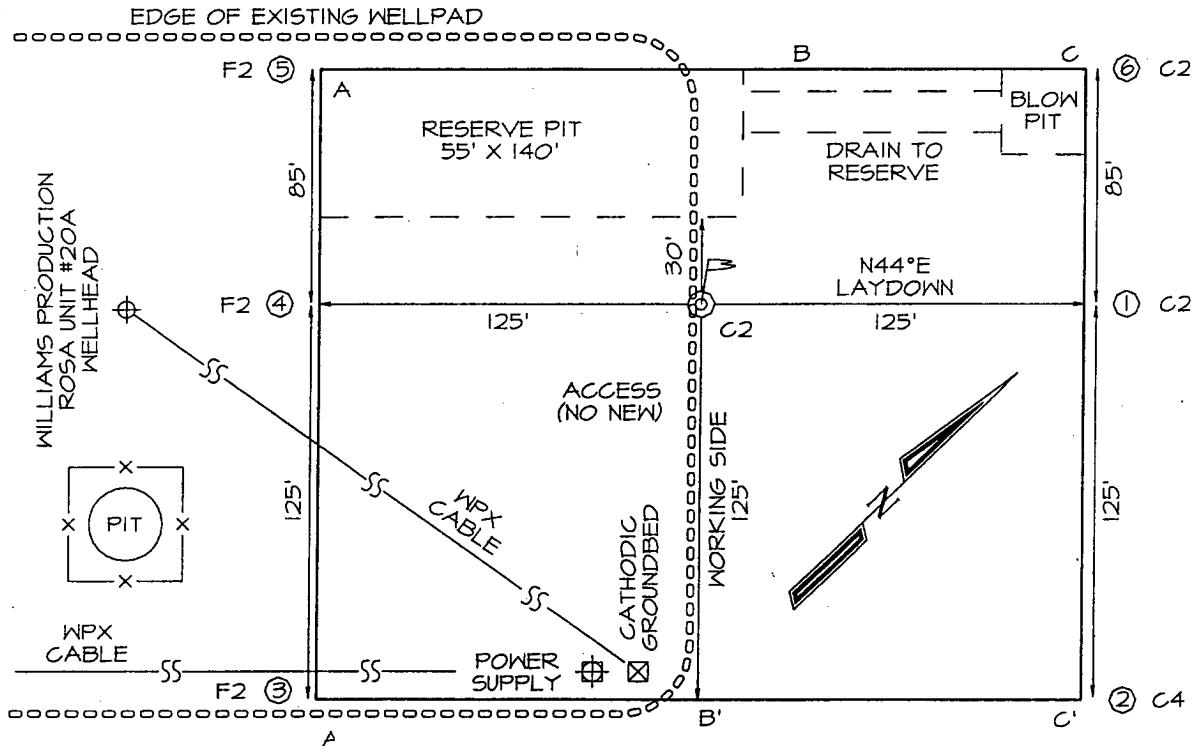 EDGE OF EXISTING WELLPAD
F2 ⑤
A
B
C
⑥ C2
RESERVE PIT
55' X 140'
BLOW
PIT
DRAIN TO
RESERVE
85'
85'
WILLIAMS PRODUCTION
ROSA UNIT #20A
WELLHEAD
30'
N44°E
LAYDOWN
F2 ④
125'
125'
C2
① C2
ACCESS
(NO NEW)
WORKING SIDE
125'
125'
125'
N
PIT
WPX
CABLE
CATHODIC
GROUNDBED
WPX
CABLE
POWER
SUPPLY
F2 ③
B'
C'
② C4
A